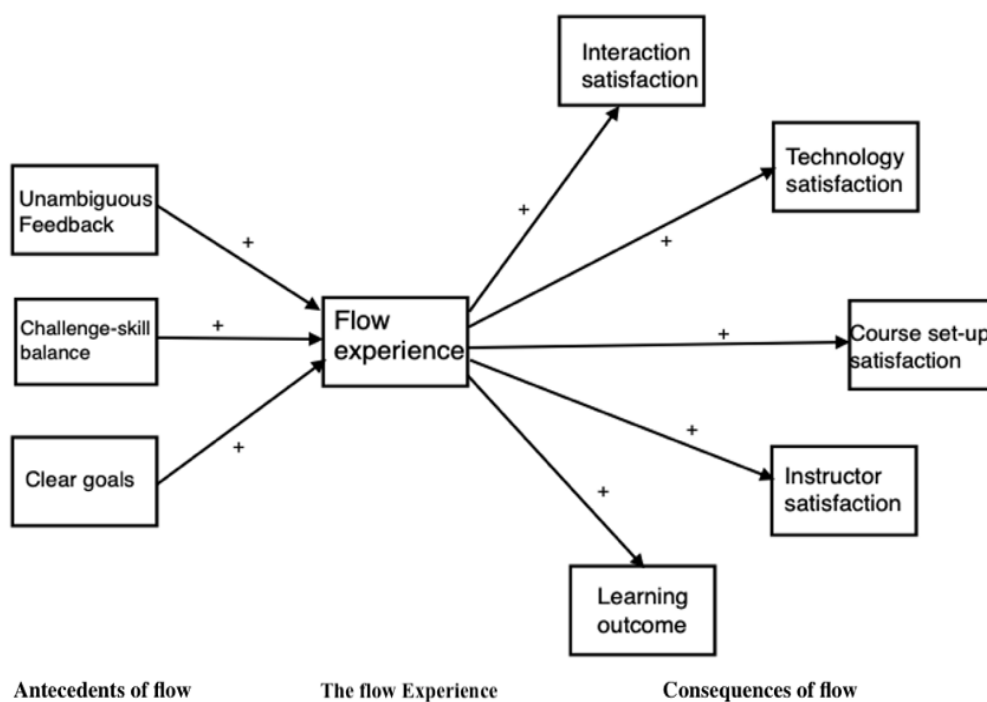 Interaction
satisfaction
Technology
satisfaction
Unambiguous
Feedback
+
+
+
Challenge-skill
balance
+
Flow
experience
+
Course set-up
satisfaction
Clear goals
+
+
Instructor
satisfaction
+
Learning
outcome
Antecedents of flow
The flow Experience
Consequences of flow